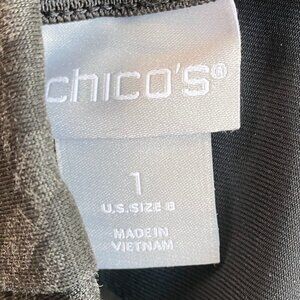 chico's®
1
U.S. SIZE 8
MADE IN
VIETNAM